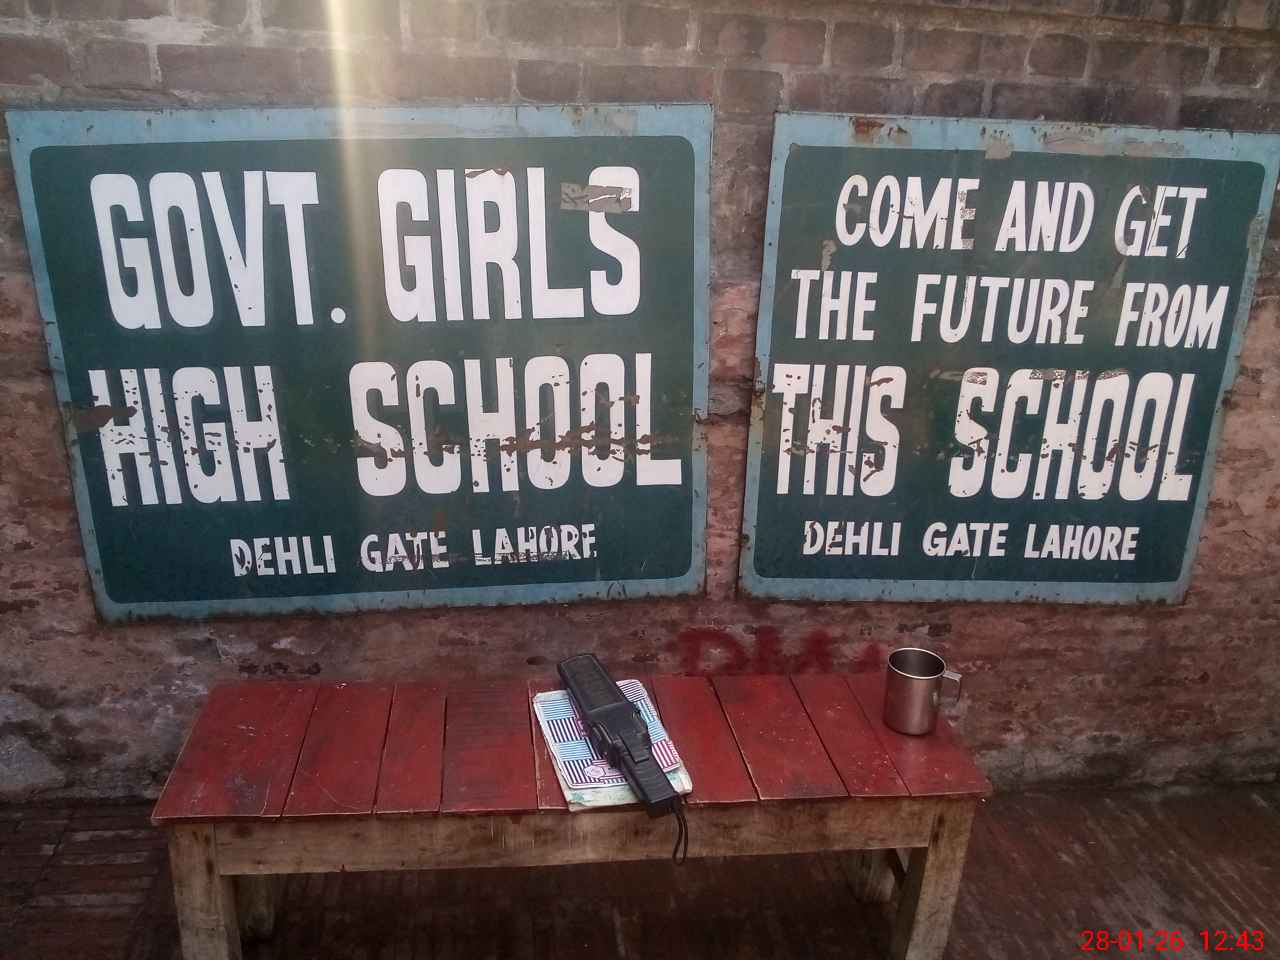 GOVT. GIRLS
HIGH SCHOOL
DEHLI GATE LAHORE
COME AND GET
THE FUTURE FROM
THIS SCHOOL
DEHLI GATE LAHORE
28-01-26 12:43